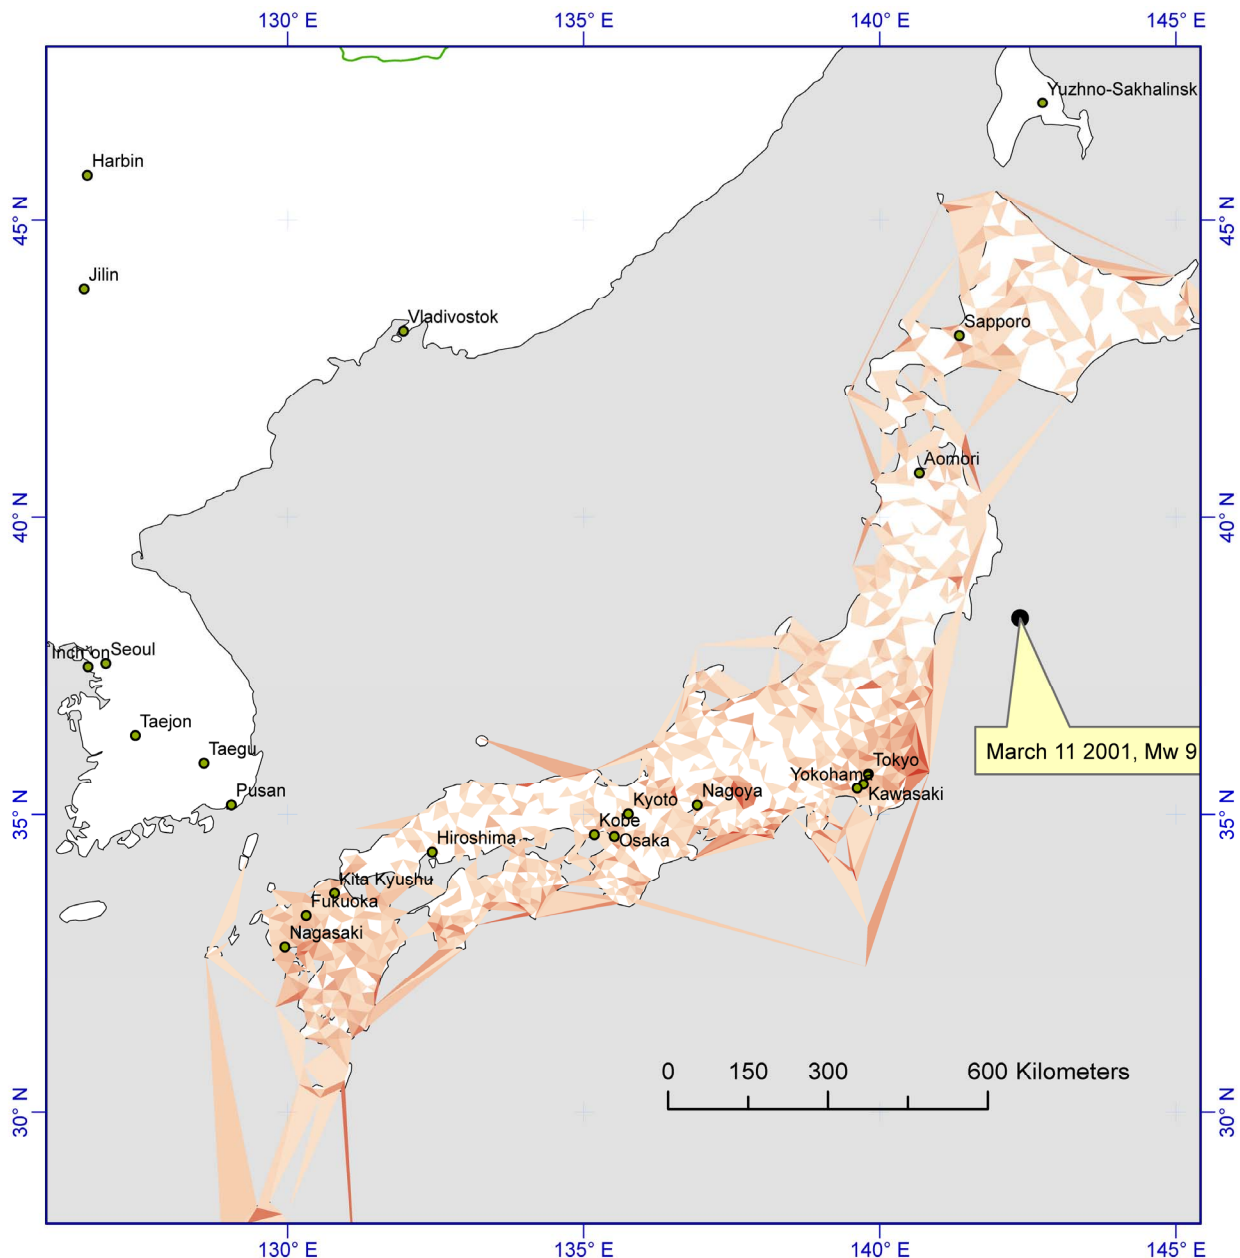 130° E 135° E 140° E 145° E
Yuzhno-Sakhalinsk
Harbin
45° N 45° N
Jilin
Vladivostok
Sapporo
Aomori
40° N 40° N
Inch'on Seoul
Taejon
Taegu
March 11 2001, Mw 9
Tokyo
Yokohama
Pusan
Kyoto
Nagoya
Kawasaki
35° N 35° N
Kobe
Hiroshima
Osaka
Kita Kyushu
Fukuoka
Nagasaki
0 150 300 600 Kilometers
30° N 30° N
130° E 135° E 140° E 145° E